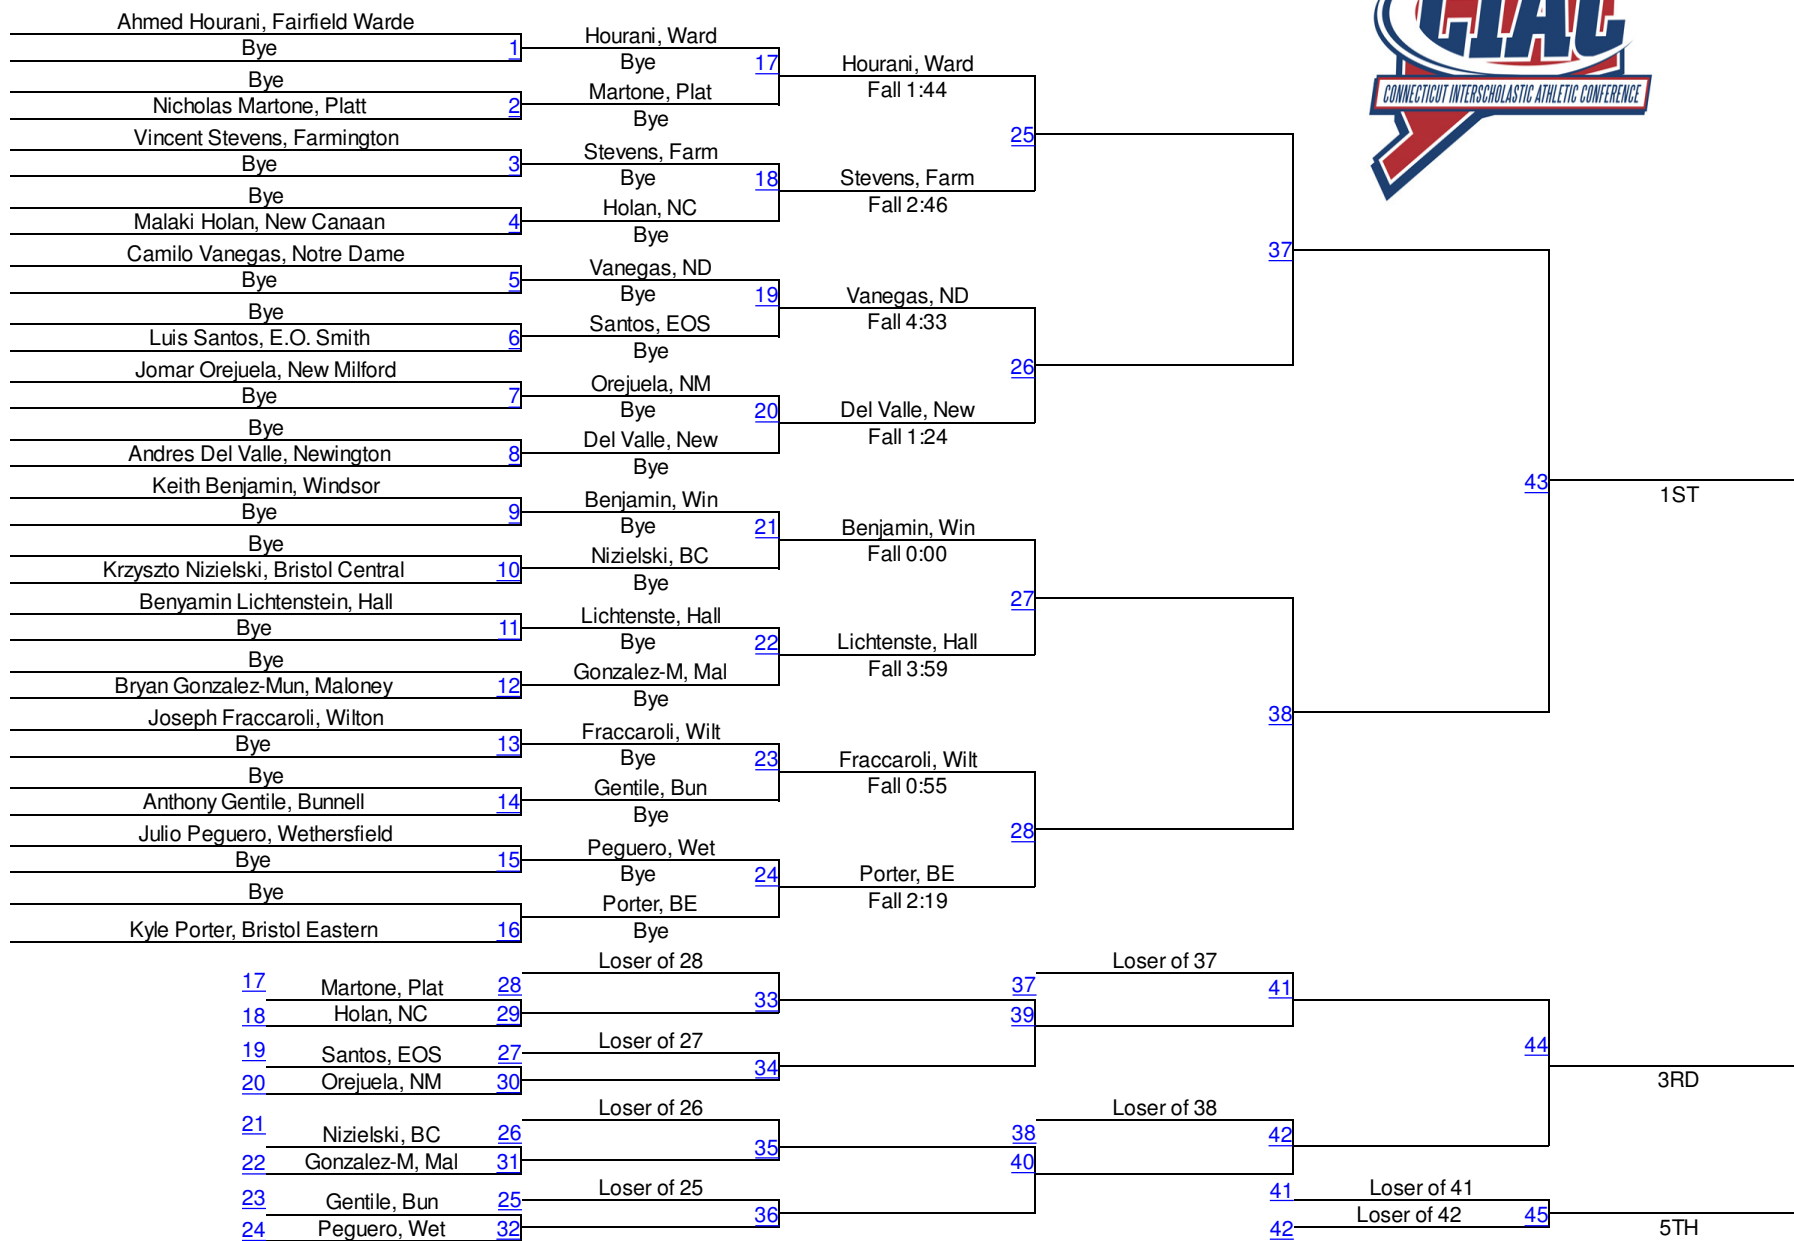 CIAC
CONNECTICUT INTERSCHOLASTIC ATHLETIC CONFERENCE
Ahmed Hourani, Fairfield Warde
Bye
1
Bye
Nicholas Martone, Platt
2
Vincent Stevens, Farmington
Bye
3
Bye
Malaki Holan, New Canaan
4
Camilo Vanegas, Notre Dame
Bye
5
Bye
Luis Santos, E.O. Smith
6
Jomar Orejuela, New Milford
Bye
7
Bye
Andres Del Valle, Newington
8
Keith Benjamin, Windsor
Bye
9
Bye
Krzyszto Nizielski, Bristol Central
10
Benyamin Lichtenstein, Hall
Bye
11
Bye
Bryan Gonzalez-Mun, Maloney
12
Joseph Fraccaroli, Wilton
Bye
13
Bye
Anthony Gentile, Bunnell
14
Julio Peguero, Wethersfield
Bye
15
Bye
Kyle Porter, Bristol Eastern
16
Hourani, Ward
Bye
17
Martone, Plat
Bye
Stevens, Farm
Bye
18
Holan, NC
Bye
Vanegas, ND
Bye
19
Santos, EOS
Bye
Orejuela, NM
Bye
20
Del Valle, New
Bye
Benjamin, Win
Bye
21
Nizielski, BC
Bye
Lichtenste, Hall
Bye
22
Gonzalez-M, Mal
Bye
Fraccaroli, Wilt
Bye
23
Gentile, Bun
Bye
Peguero, Wet
Bye
24
Porter, BE
Bye
Hourani, Ward
Fall 1:44
25
Stevens, Farm
Fall 2:46
Vanegas, ND
Fall 4:33
26
Del Valle, New
Fall 1:24
Benjamin, Win
Fall 0:00
27
Lichtenste, Hall
Fall 3:59
Fraccaroli, Wilt
Fall 0:55
28
Porter, BE
Fall 2:19
37
38
43
1ST
17 Martone, Plat 28
18 Holan, NC 29
19 Santos, EOS 27
20 Orejuela, NM 30
21 Nizielski, BC 26
22 Gonzalez-M, Mal 31
23 Gentile, Bun 25
24 Peguero, Wet 32
Loser of 28
33
Loser of 27
34
Loser of 26
35
Loser of 25
36
37
39
38
40
Loser of 37
41
Loser of 38
42
44
3RD
41 Loser of 41
42 Loser of 42 45
5TH